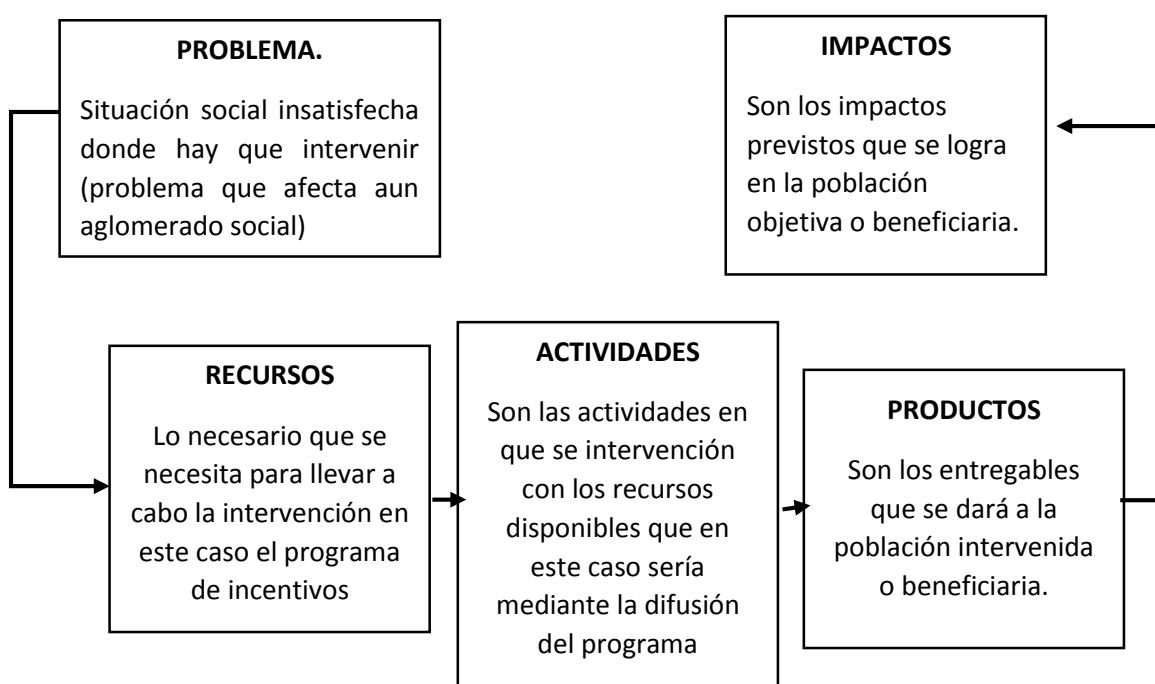 PROBLEMA.
Situación social insatisfecha
donde hay que intervenir
(problema que afecta aun
aglomerado social)
IMPACTOS
Son los impactos
previstos que se logra
en la población
objetiva o beneficiaria.
RECURSOS
Lo necesario que se
necesita para llevar a
cabo la intervención en
este caso el programa
de incentivos
ACTIVIDADES
Son las actividades en
que se intervención
con los recursos
disponibles que en
este caso sería
mediante la difusión
del programa
PRODUCTOS
Son los entregables
que se dará a la
población intervenida
o beneficiaria.